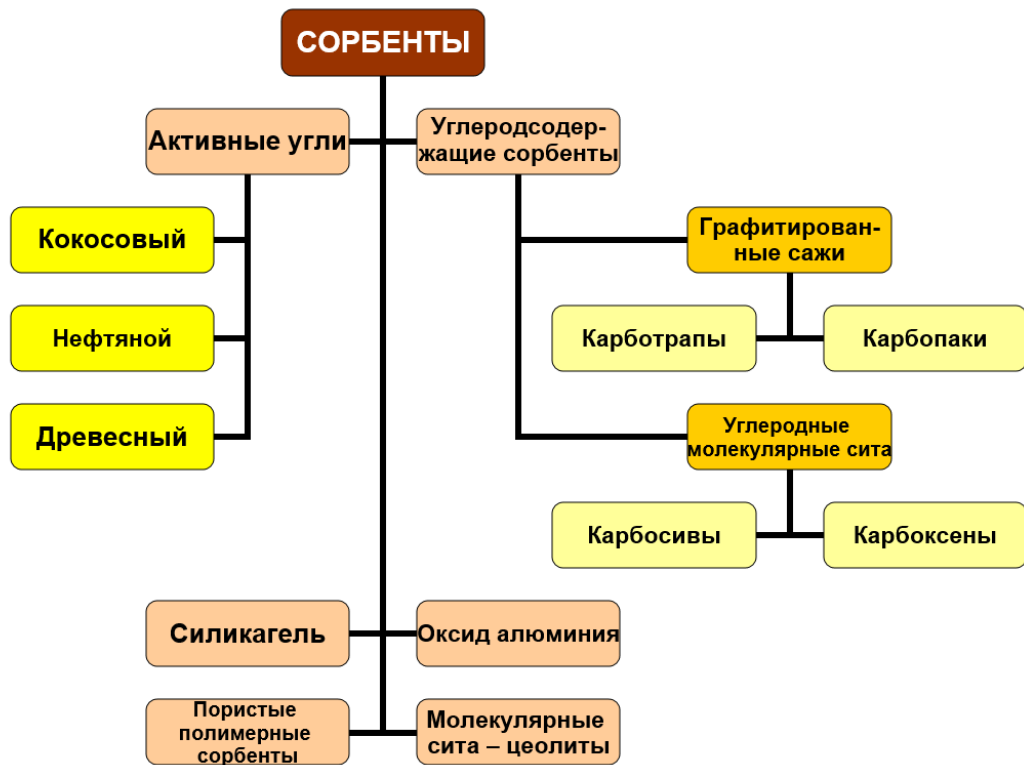 СОРБЕНТЫ
Активные угли
Углеродсодер-
жащие сорбенты
Кокосовый
Графитирован-
ные сажи
Нефтяной
Карботрапы
Карбопаки
Древесный
Углеродные
молекулярные сита
Карбосивы
Карбоксены
Силикагель
Оксид алюминия
Пористые
полимерные
сорбенты
Молекулярные
сита – цеолиты